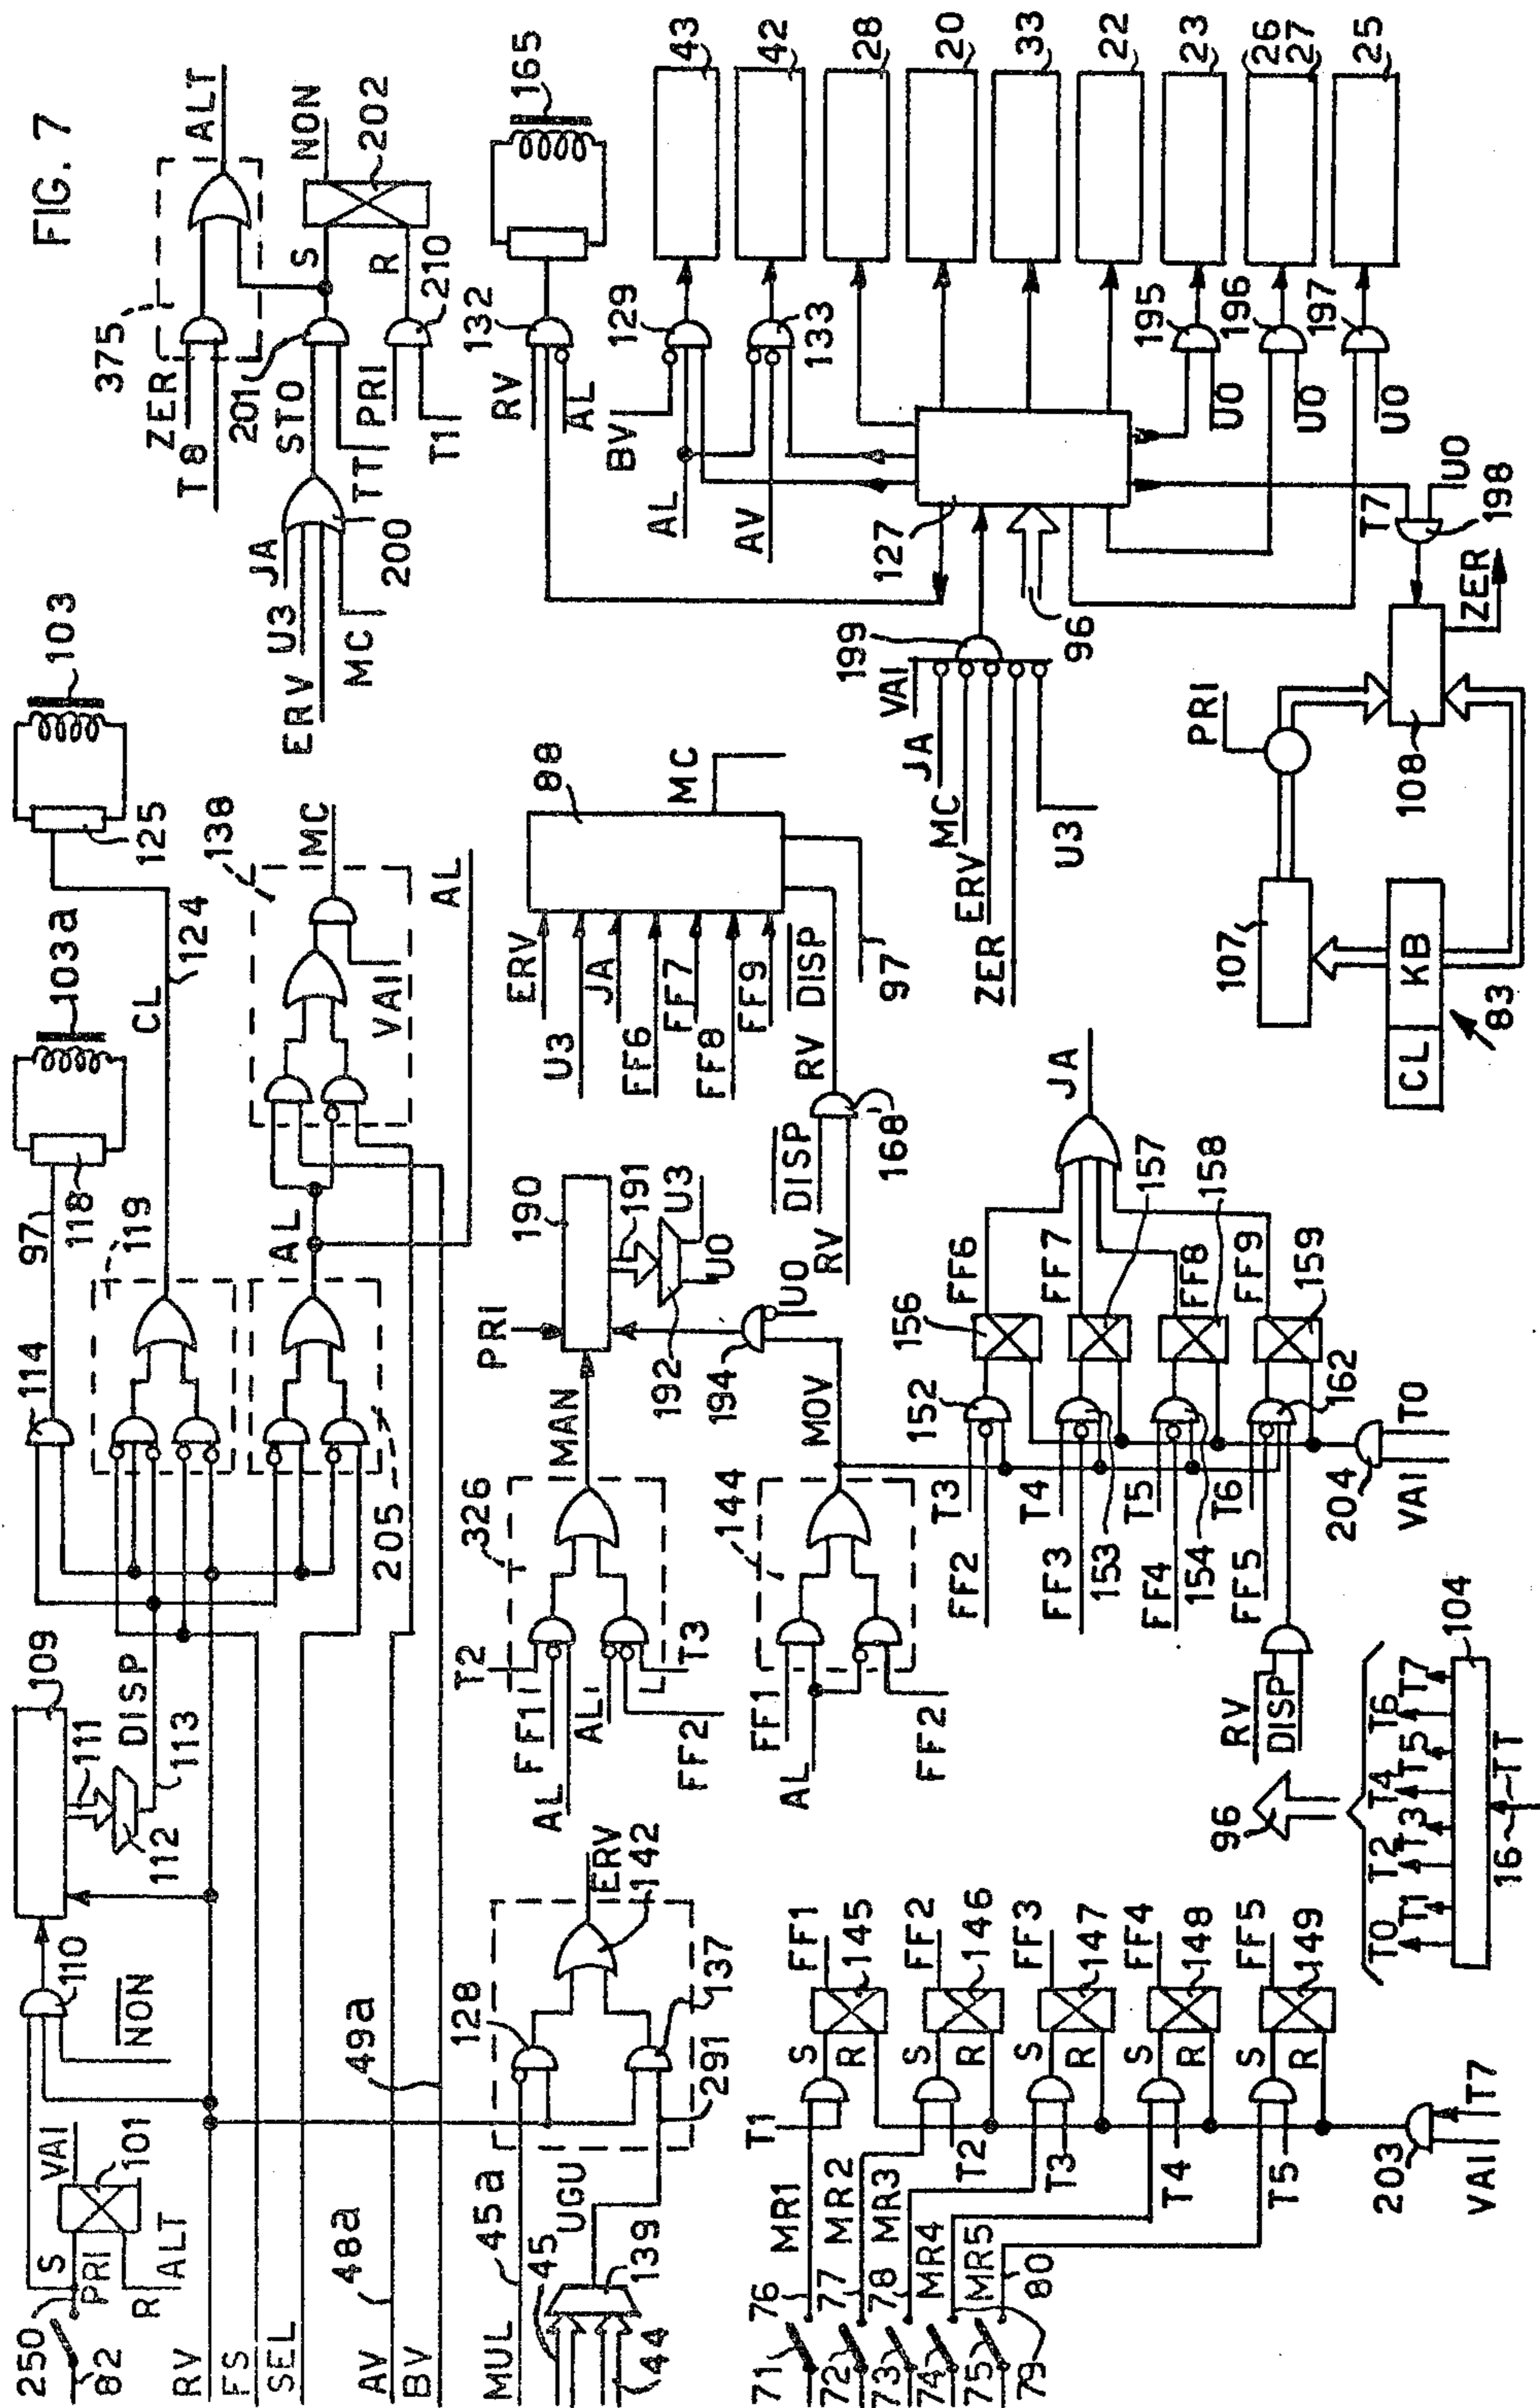 FIG. 7
250
82
S
PRI
R
ALT
VAI
101
110
NON
109
111
112
DISP
113
RV
FS
SEL
AV
BV
48a
49a
114
97
118
103a
119
CL
124
125
103
205
AL
138
IMC
VAI
AL
375
ZER
T8
ALT
201
STO
S
NON
202
R
210
PRI
T1
TT
JA
U3
ERV
MC
200
MUL
45
45a
UGU
44
139
128
ERV
142
137
291
T2
326
FF1
AL
AL
FF2
T3
MAN
PRI
190
191
192
U3
U0
194
U0
MOV
144
FF1
AL
FF2
ERV
U3
JA
FF6
FF7
FF8
FF9
88
MC
RV
DISP
97
DISP
RV
168
132
RV
AL
165
BV
129
AL
AV
133
127
43
42
28
20
33
22
23
26
27
25
195
U0
196
U0
197
U0
T7
U0
198
199
VAI
JA
MC
ERV
ZER
U3
96
PRI
108
ZER
107
CL
KB
83
71
76
72
77
73
78
74
75
79
80
MR1
MR2
MR3
MR4
MR5
T1
T2
T3
T4
T5
S
R
FF1
145
S
R
FF2
146
S
R
FF3
147
S
R
FF4
148
S
R
FF5
149
203
VAI
T7
96
T0
T1
T2
T3
T4
T5
T6
T7
104
16
TT
RV
DISP
FF2
T3
152
156
FF6
FF3
T4
153
FF7
157
FF4
T5
154
FF8
158
FF5
T6
162
FF9
159
JA
204
VAI
T0